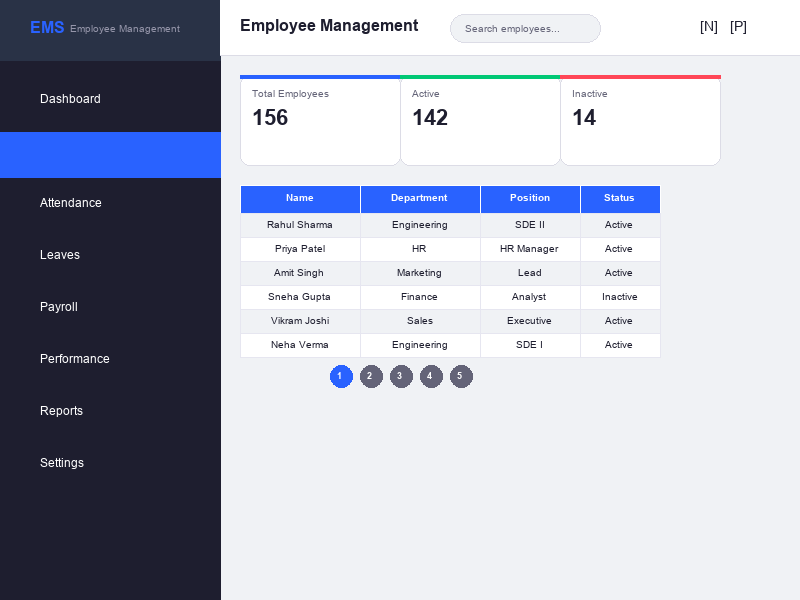 EMS Employee Management
Employee Management
Search employees...
[N] [P]
Dashboard
Attendance
Leaves
Payroll
Performance
Reports
Settings
Total Employees
156
Active
142
Inactive
14
Name Department Position Status
Rahul Sharma Engineering SDE II Active
Priya Patel HR HR Manager Active
Amit Singh Marketing Lead Active
Sneha Gupta Finance Analyst Inactive
Vikram Joshi Sales Executive Active
Neha Verma Engineering SDE I Active
1 2 3 4 5